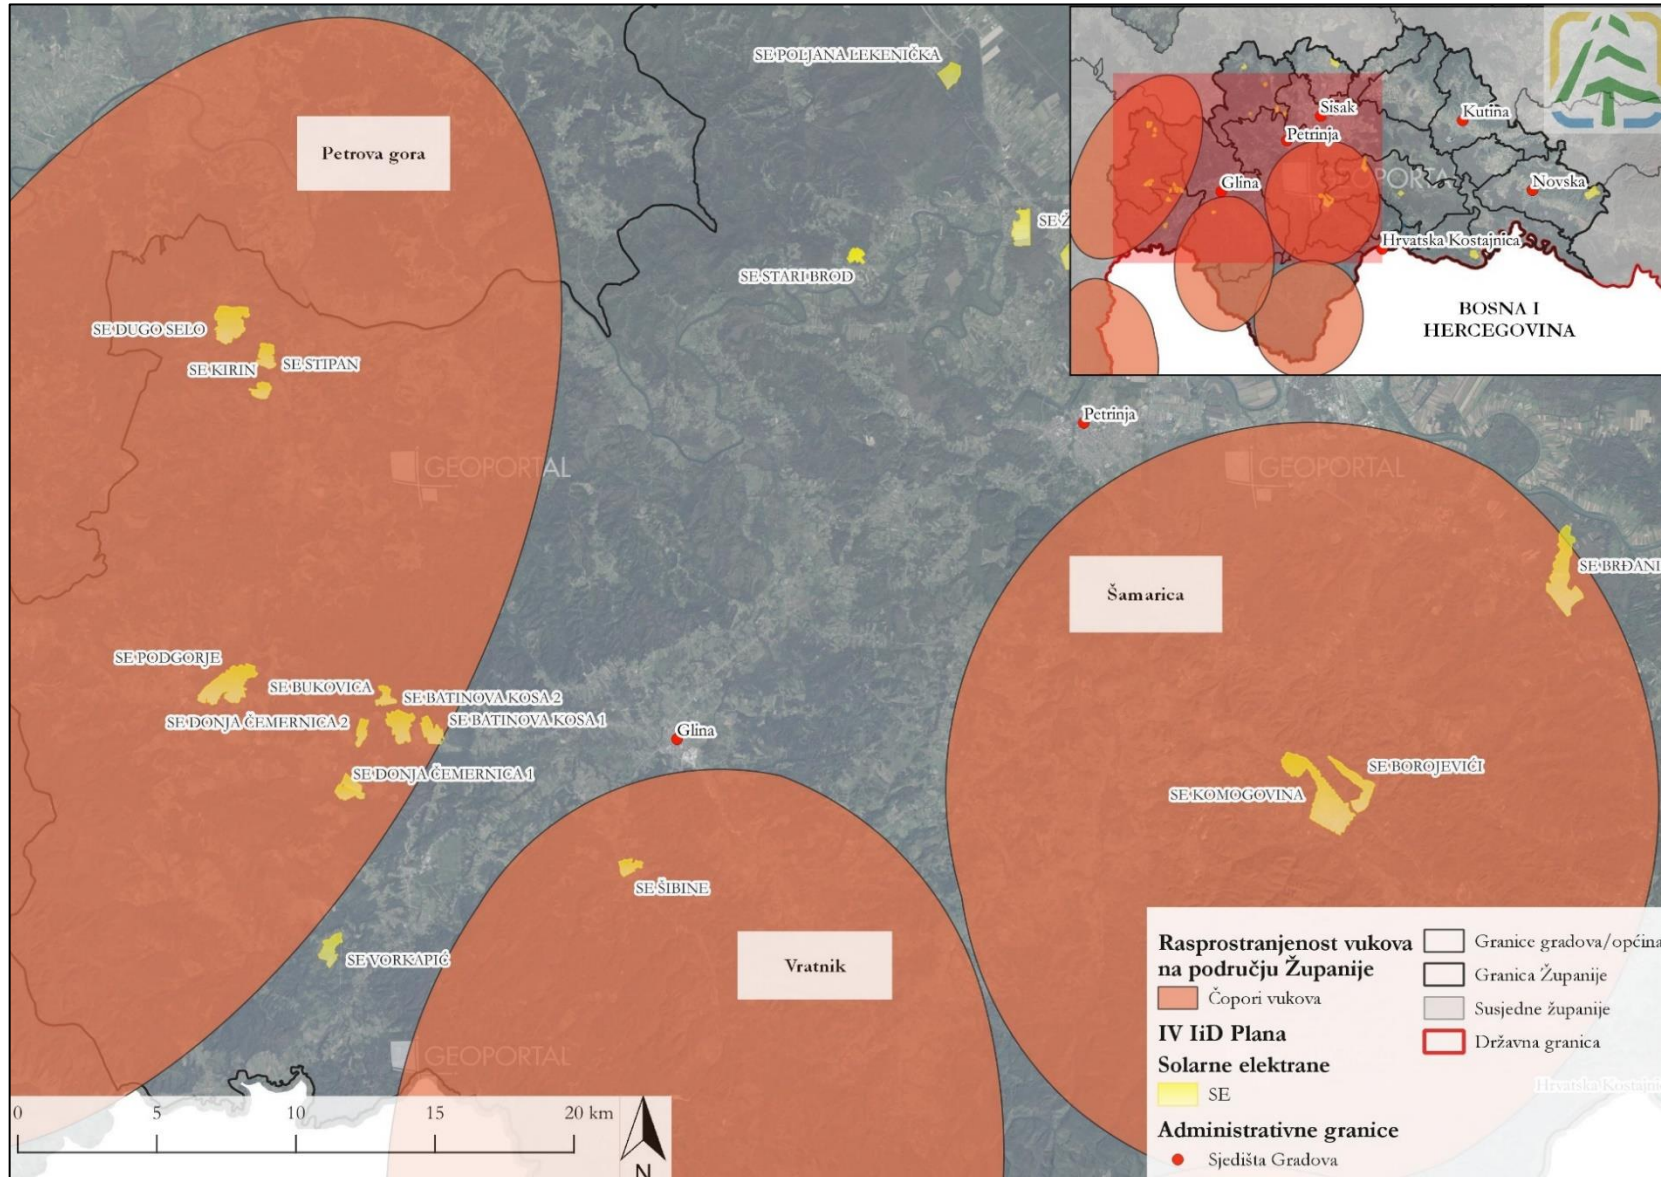 SE POLJANA LEKENIČKA
Petrova gora
SE STARI BROD
SE Ž
SE DUGO SELO
SE STIPAN
SE KIRIN
GEOPORTAL
Petrinja
GEOPORTAL
SE BRĐANI
Šamarica
SE PODGORJE
SE BUKOVICA
SE BATINOVA KOSA 2
SE DONJA ČEMERNICA 2
SE BATINOVA KOSA 1
Glina
SE DONJA ČEMERNICA 1
SE BOROJEVIĆI
SE KOMOGOVINA
SE ŠIBINE
SE VORKAPIĆ
Vratnik
GEOPORTAL
0 5 10 15 20 km
N
Sisak
Kutina
Petrinja
Glina
GEOPORTAL
Novska
Hrvatska Kostajnica
BOSNA I
HERCEGOVINA
Rasprostranjenost vukova
na području Županije
Čopori vukova
IV IiD Plana
Solarne elektrane
SE
Administrativne granice
Sjedišta Gradova
Granice gradova/općina
Granica Županije
Susjedne županije
Državna granica